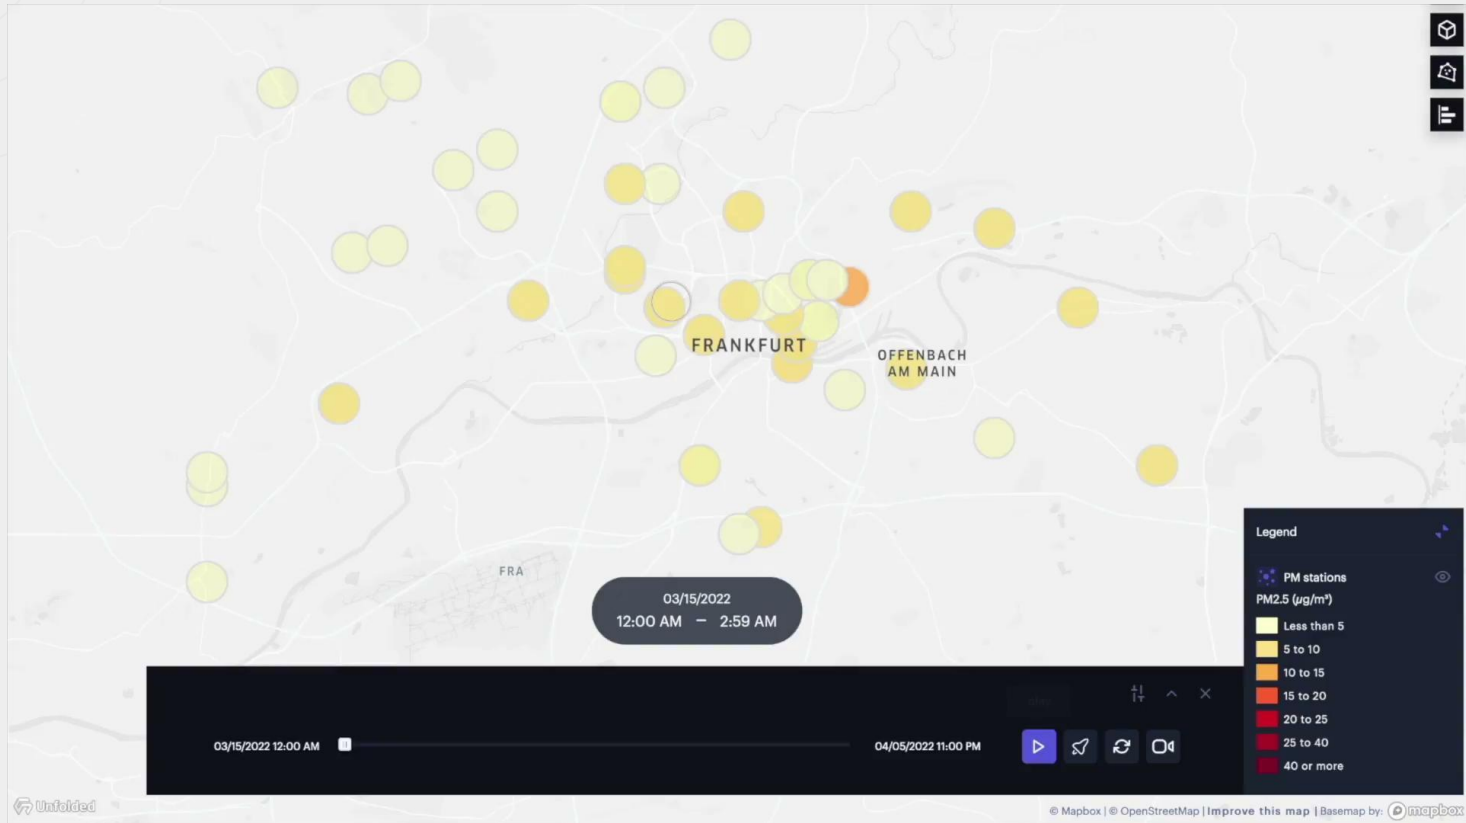 FRANKFURT
OFFENBACH
AM MAIN
FRA
03/15/2022
12:00 AM – 2:59 AM
Legend
PM stations
PM2.5 (µg/m³)
Less than 5
5 to 10
10 to 15
15 to 20
20 to 25
25 to 40
40 or more
03/15/2022 12:00 AM
04/05/2022 11:00 PM
Unfolded
© Mapbox | © OpenStreetMap | Improve this map | Basemap by: mapbox